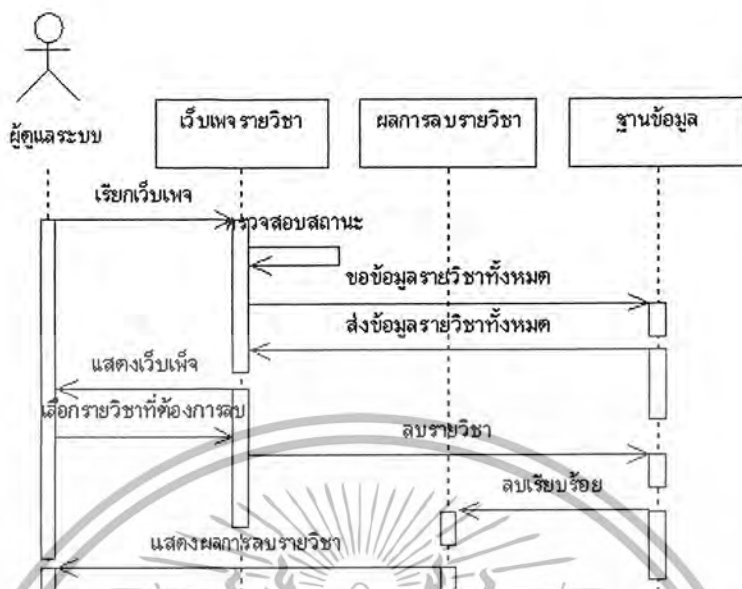 ผู้ดูแลระบบ
เว็บเพจรายวิชา
ผลการลบรายวิชา
ฐานข้อมูล
เรียกเว็บเพจ
ตรวจสอบสถานะ
ขอข้อมูลรายวิชาทั้งหมด
ส่งข้อมูลรายวิชาทั้งหมด
แสดงเว็บเพ็จ
เลือกรายวิชาที่ต้องการลบ
ลบรายวิชา
ลบเรียบร้อย
แสดงผลการลบรายวิชา